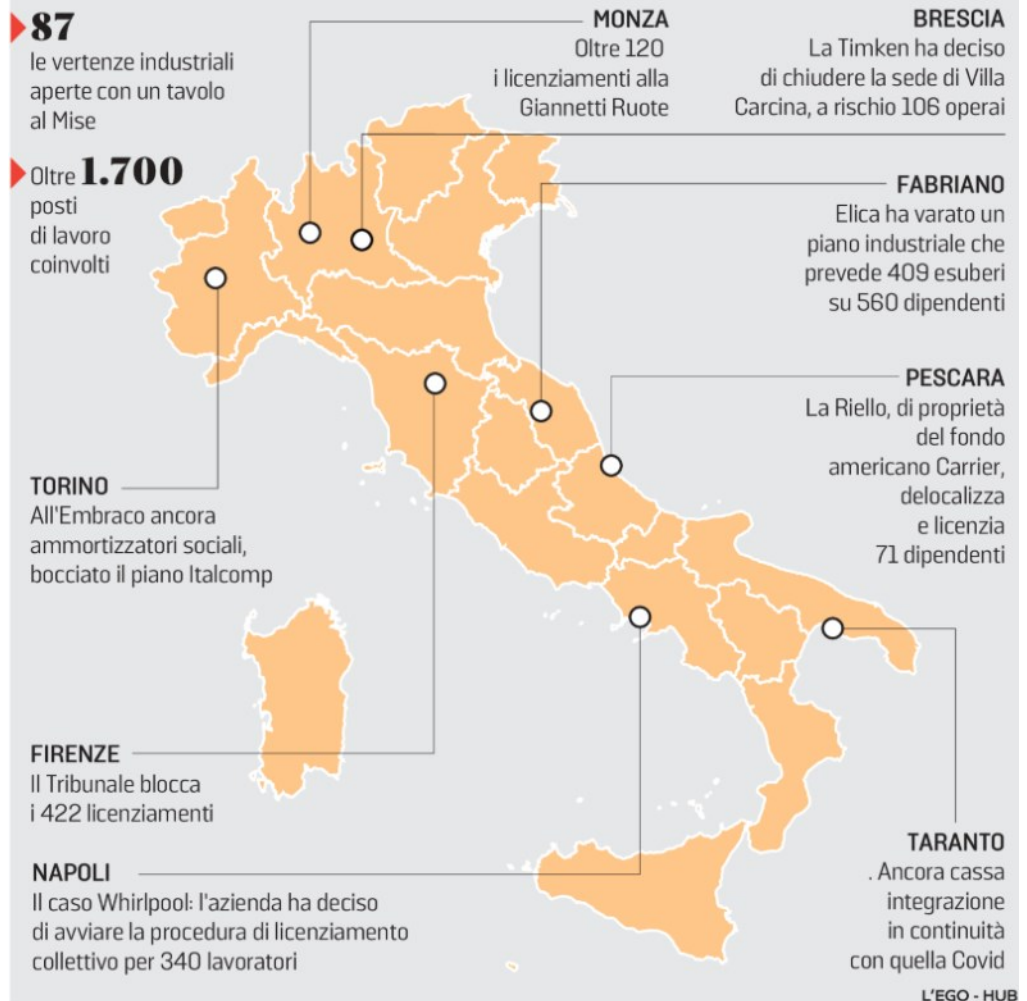 87
le vertenze industriali
aperte con un tavolo
al Mise
Oltre 1.700
posti
di lavoro
coinvolti
MONZA
Oltre 120
i licenziamenti alla
Giannetti Ruote
BRESCIA
La Timken ha deciso
di chiudere la sede di Villa
Carcina, a rischio 106 operai
FABRIANO
Elica ha varato un
piano industriale che
prevede 409 esuberi
su 560 dipendenti
PESCARA
La Riello, di proprietà
del fondo
americano Carrier,
delocalizza
e licenzia
71 dipendenti
TORINO
All'Embraco ancora
ammortizzatori sociali,
bocciato il piano Italcomp
FIRENZE
Il Tribunale blocca
i 422 licenziamenti
NAPOLI
Il caso Whirlpool: l'azienda ha deciso
di avviare la procedura di licenziamento
collettivo per 340 lavoratori
TARANTO
. Ancora cassa
integrazione
in continuità
con quella Covid
L'EGO - HUB